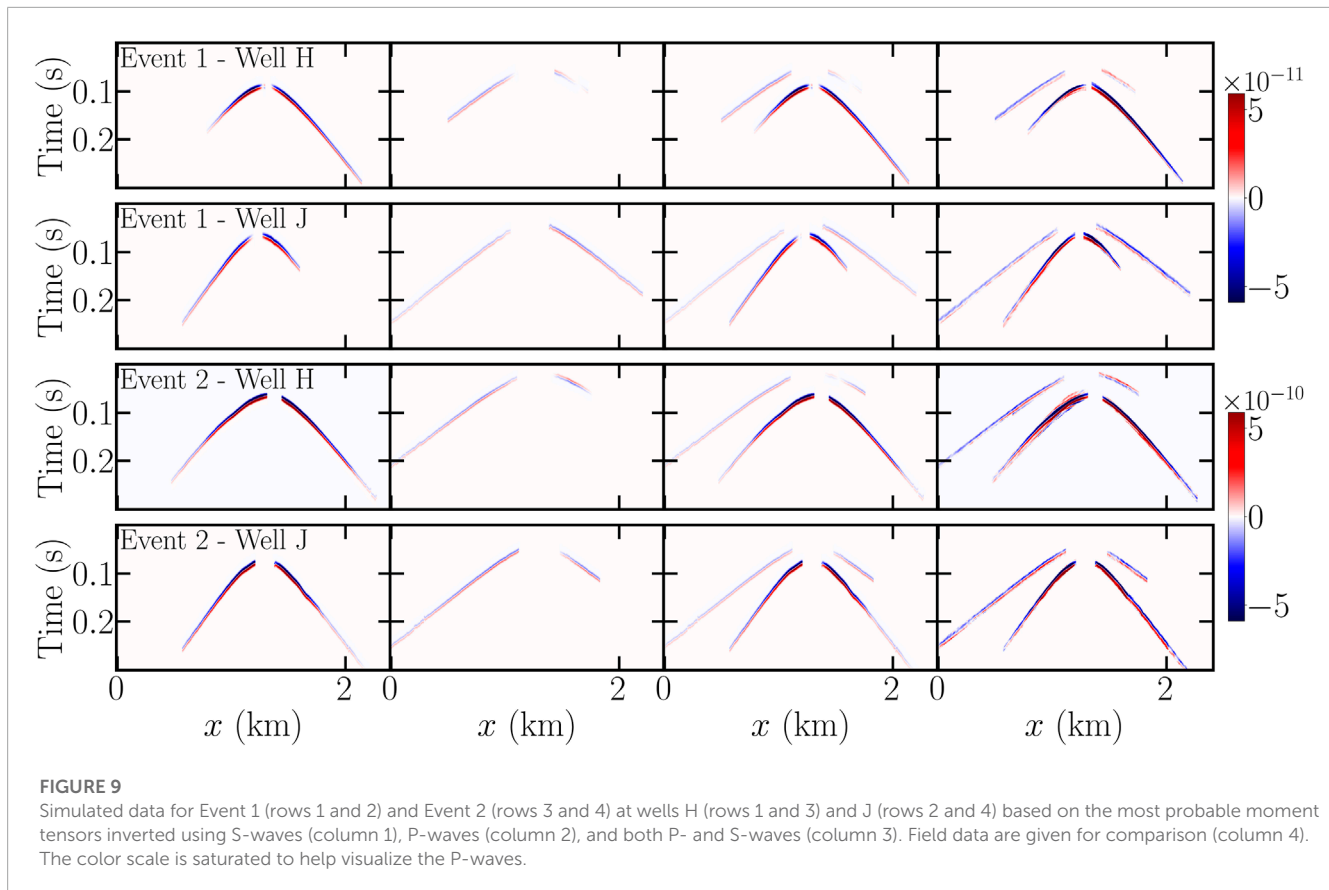 Event 1 - Well H
Time (s)
0.1
0.2
×10⁻¹¹
5
0
−5
Event 1 - Well J
Time (s)
0.1
0.2
Event 2 - Well H
Time (s)
0.1
0.2
×10⁻¹⁰
5
0
−5
Event 2 - Well J
Time (s)
0.1
0.2
0 2 0 2 0 2 0 2
x (km) x (km) x (km) x (km)
FIGURE 9
Simulated data for Event 1 (rows 1 and 2) and Event 2 (rows 3 and 4) at wells H (rows 1 and 3) and J (rows 2 and 4) based on the most probable moment
tensors inverted using S-waves (column 1), P-waves (column 2), and both P- and S-waves (column 3). Field data are given for comparison (column 4).
The color scale is saturated to help visualize the P-waves.